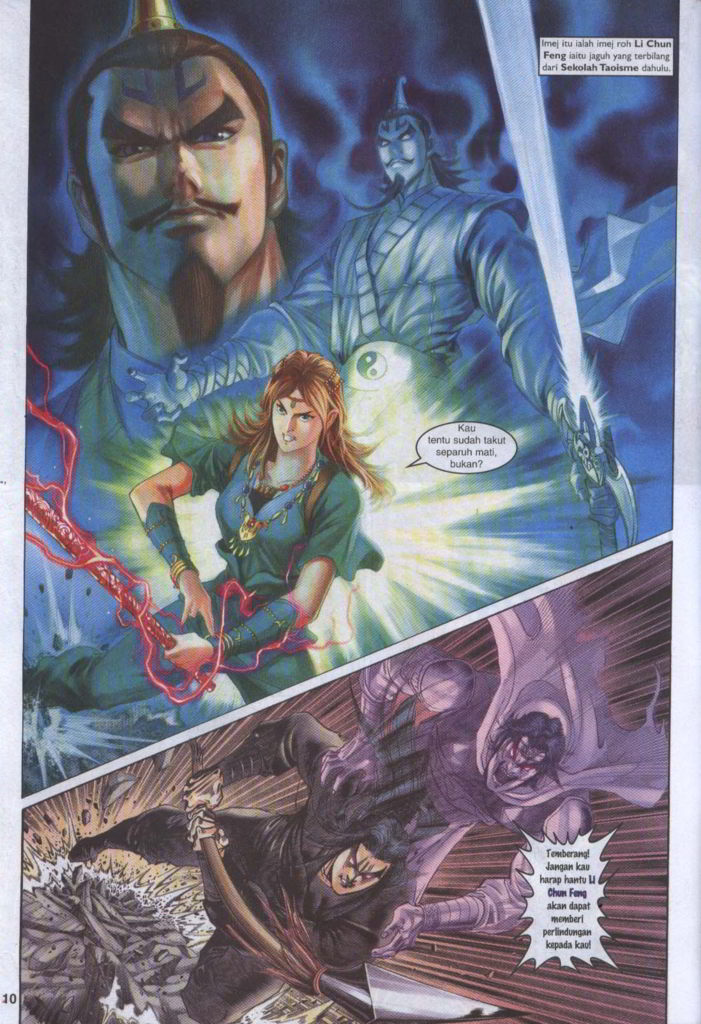 Imej itu ialah imej roh Li Chun
Feng iaitu jaguh yang terbilang
dari Sekolah Taoisme dahulu.
Kau
tentu sudah takut
separuh mati,
bukan?
Temberang!
Jangan kau
harap hantu Li
Chun Feng
akan dapat
memberi
perlindungan
kepada kau!
10